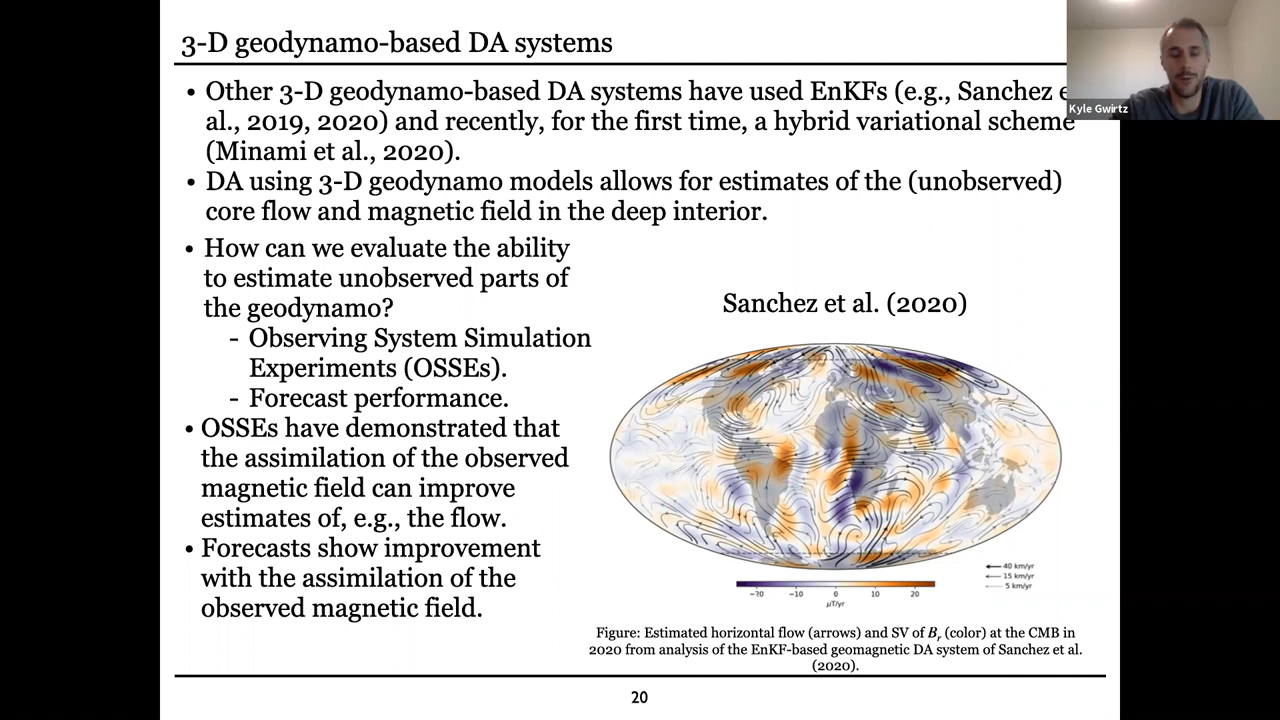 3-D geodynamo-based DA systems
• Other 3-D geodynamo-based DA systems have used EnKFs (e.g., Sanchez
al., 2019, 2020) and recently, for the first time, a hybrid variational scheme
(Minami et al., 2020).
• DA using 3-D geodynamo models allows for estimates of the (unobserved)
core flow and magnetic field in the deep interior.
• How can we evaluate the ability
to estimate unobserved parts of
the geodynamo?
- Observing System Simulation
Experiments (OSSEs).
- Forecast performance.
• OSSEs have demonstrated that
the assimilation of the observed
magnetic field can improve
estimates of, e.g., the flow.
• Forecasts show improvement
with the assimilation of the
observed magnetic field.
Sanchez et al. (2020)
40 km/yr
15 km/yr
5 km/yr
−20 −10 0 10 20
μT/yr
Figure: Estimated horizontal flow (arrows) and SV of Br (color) at the CMB in
2020 from analysis of the EnKF-based geomagnetic DA system of Sanchez et al.
(2020).
20
Kyle Gwirtz